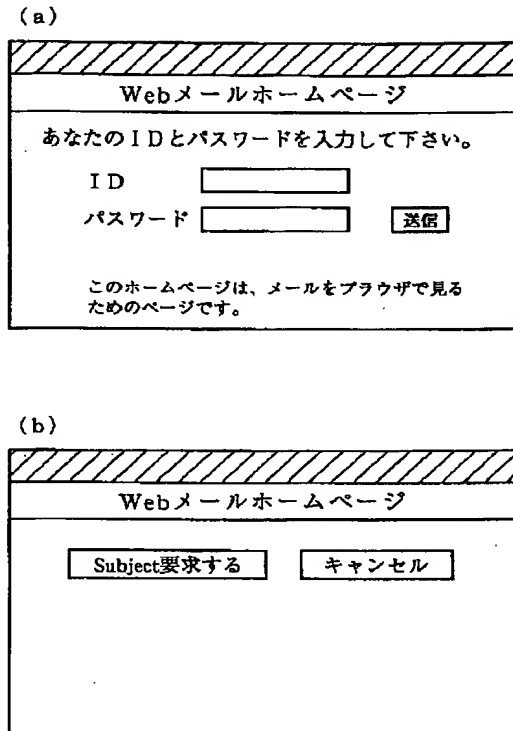 (a)
Webメールホームページ
あなたのIDとパスワードを入力して下さい。
ID
パスワード 送信
このホームページは、メールをブラウザで見る
ためのページです。
(b)
Webメールホームページ
Subject要求する キャンセル